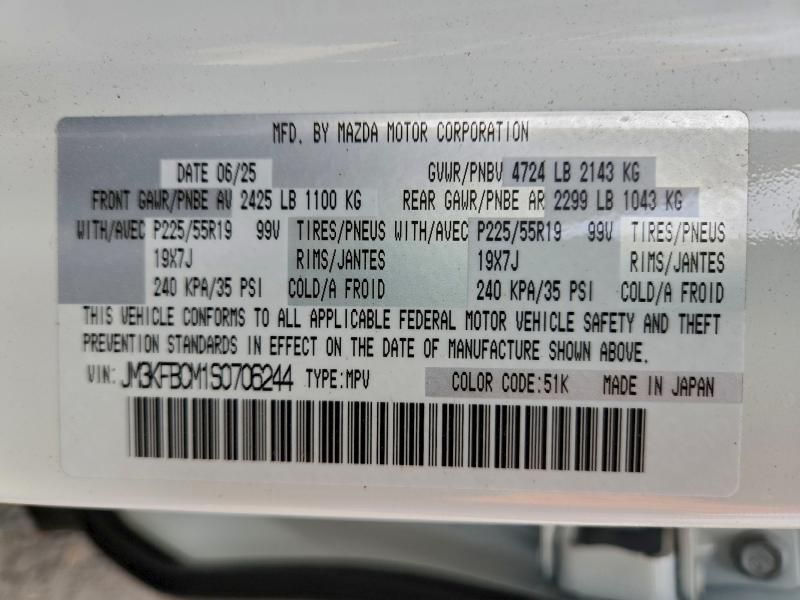 MFD. BY MAZDA MOTOR CORPORATION
DATE 06/25 GVWR/PNBV 4724 LB 2143 KG
FRONT GAWR/PNBE AV 2425 LB 1100 KG REAR GAWR/PNBE AR 2299 LB 1043 KG
WITH/AVEC P225/55R19 99V TIRES/PNEUS WITH/AVEC P225/55R19 99V TIRES/PNEUS
19X7J RIMS/JANTES 19X7J RIMS/JANTES
240 KPA/35 PSI COLD/A FROID 240 KPA/35 PSI COLD/A FROID
THIS VEHICLE CONFORMS TO ALL APPLICABLE FEDERAL MOTOR VEHICLE SAFETY AND THEFT
PREVENTION STANDARDS IN EFFECT ON THE DATE OF MANUFACTURE SHOWN ABOVE.
VIN: JM3KFBCM1S0706244 TYPE:MPV COLOR CODE:51K MADE IN JAPAN